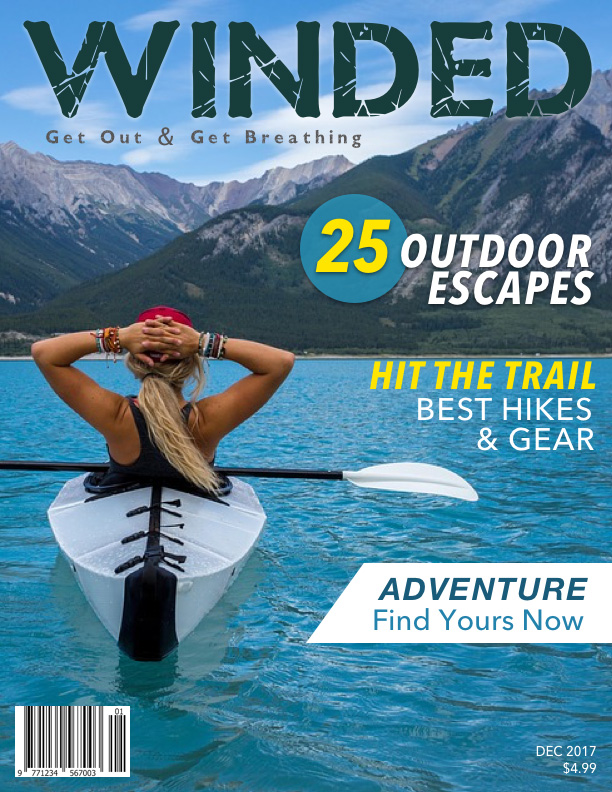 WINDED
Get Out & Get Breathing
25 OUTDOOR
ESCAPES
HIT THE TRAIL
BEST HIKES
& GEAR
ADVENTURE
Find Yours Now
01
9 771234 567003
DEC 2017
$4.99